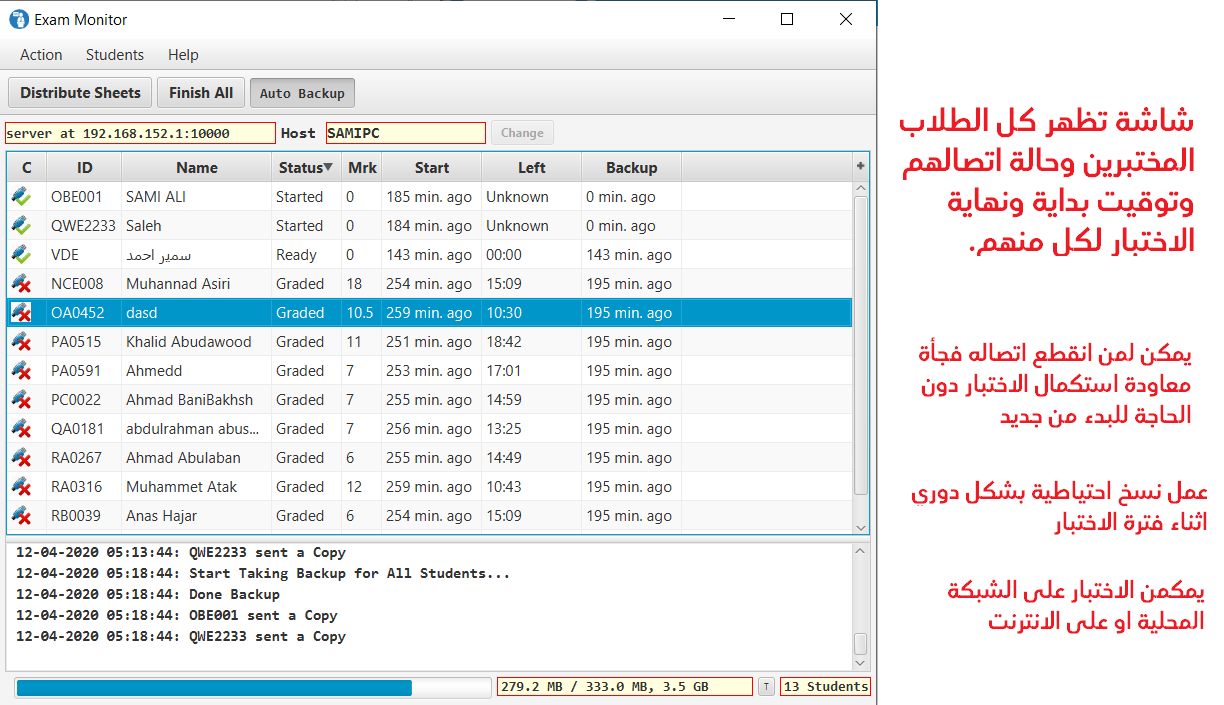 Exam Monitor
Action Students Help
Distribute Sheets Finish All Auto Backup
server at 192.168.152.1:10000 Host SAMIPC Change
C ID Name Status Mrk Start Left Backup +
OBE001 SAMI ALI Started 0 185 min. ago Unknown 0 min. ago
QWE2233 Saleh Started 0 184 min. ago Unknown 0 min. ago
VDE سمير احمد Ready 0 143 min. ago 00:00 143 min. ago
NCE008 Muhannad Asiri Graded 18 254 min. ago 15:09 195 min. ago
OA0452 dasd Graded 10.5 259 min. ago 10:30 195 min. ago
PA0515 Khalid Abudawood Graded 11 251 min. ago 18:42 195 min. ago
PA0591 Ahmedd Graded 7 253 min. ago 17:01 195 min. ago
PC0022 Ahmad BaniBakhsh Graded 7 255 min. ago 14:59 195 min. ago
QA0181 abdulrahman abus... Graded 7 256 min. ago 13:25 195 min. ago
RA0267 Ahmad Abulaban Graded 6 255 min. ago 14:49 195 min. ago
RA0316 Muhammet Atak Graded 12 259 min. ago 10:43 195 min. ago
RB0039 Anas Hajar Graded 6 254 min. ago 15:09 195 min. ago
12-04-2020 05:13:44: QWE2233 sent a Copy
12-04-2020 05:18:44: Start Taking Backup for All Students...
12-04-2020 05:18:44: Done Backup
12-04-2020 05:18:44: OBE001 sent a Copy
12-04-2020 05:18:44: QWE2233 sent a Copy
279.2 MB / 333.0 MB, 3.5 GB T 13 Students
شاشة تظهر كل الطلاب
المختبرين وحالة اتصالهم
وتوقيت بداية ونهاية
الاختبار لكل منهم.
يمكن لمن انقطع اتصاله فجأة
معاودة استكمال الاختبار دون
الحاجة للبدء من جديد
عمل نسخ احتياطية بشكل دوري
اثناء فترة الاختبار
يمكمن الاختبار على الشبكة
المحلية او على الانترنت